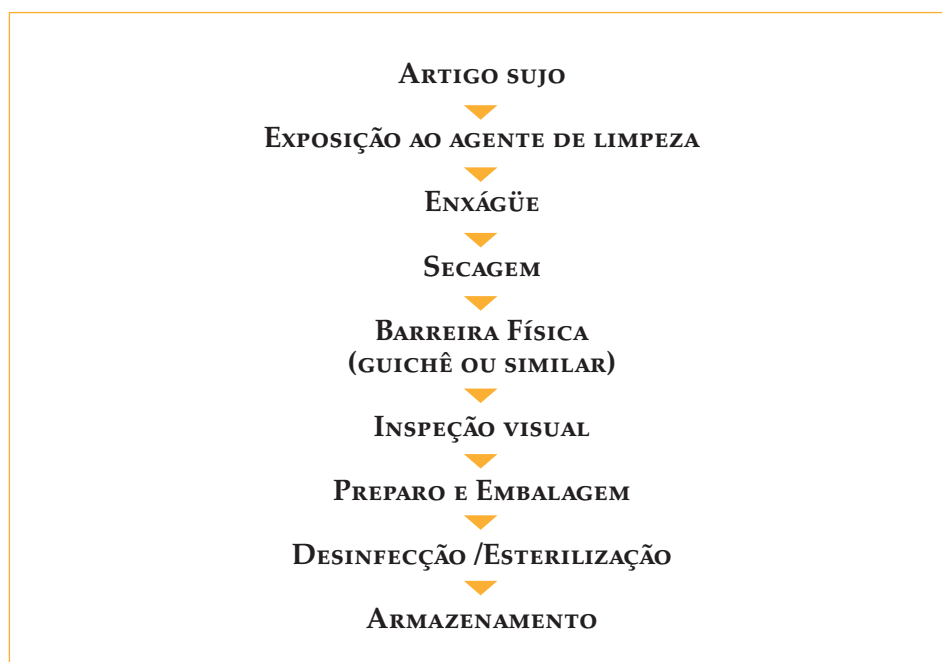 Artigo sujo
Exposição ao agente de limpeza
Enxágüe
Secagem
Barreira Física
(guichê ou similar)
Inspeção visual
Preparo e Embalagem
Desinfecção /Esterilização
Armazenamento